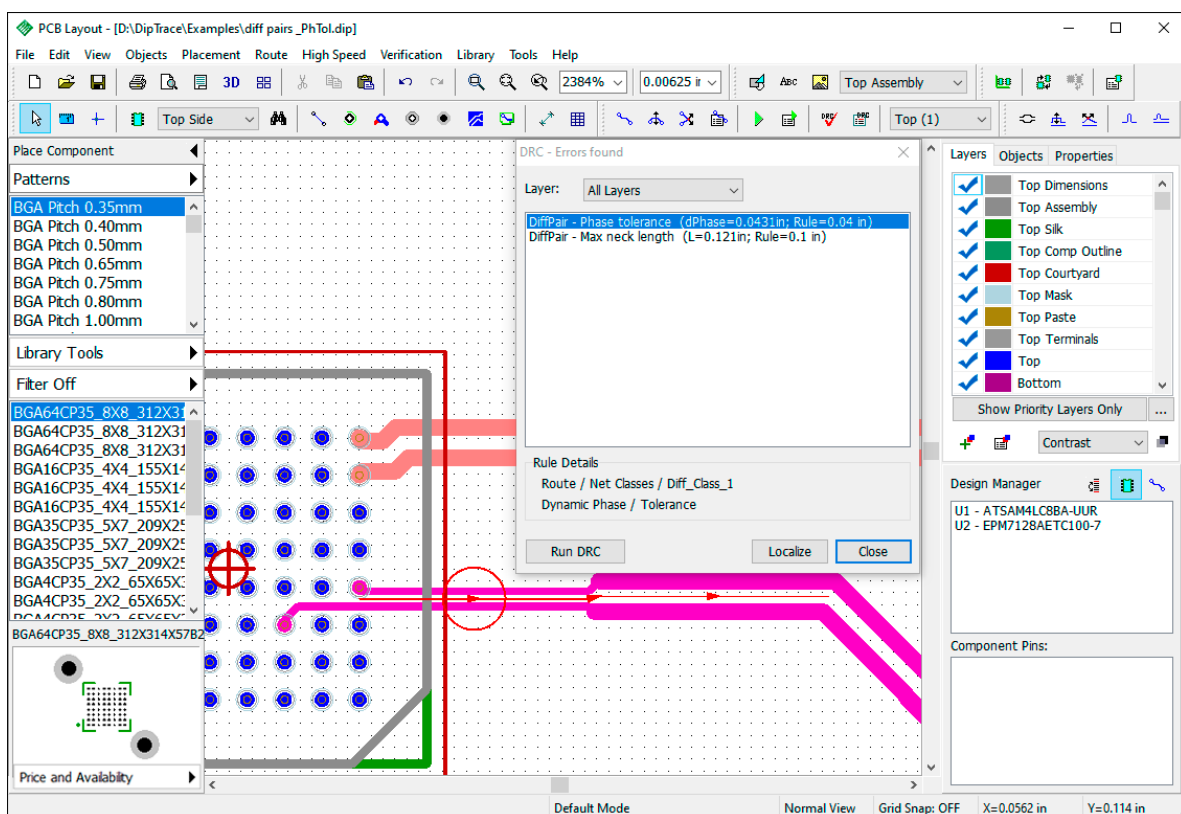 PCB Layout - [D:\DipTrace\Examples\diff pairs _PhTol.dip]
File Edit View Objects Placement Route High Speed Verification Library Tools Help
3D 2384% 0.00625 ir ABC Top Assembly
Top Side DRC DRC Top (1)
Place Component
Patterns
BGA Pitch 0.35mm
BGA Pitch 0.40mm
BGA Pitch 0.50mm
BGA Pitch 0.65mm
BGA Pitch 0.75mm
BGA Pitch 0.80mm
BGA Pitch 1.00mm
Library Tools
Filter Off
BGA64CP35_8X8_312X31
BGA64CP35_8X8_312X31
BGA64CP35_8X8_312X31
BGA16CP35_4X4_155X14
BGA16CP35_4X4_155X14
BGA16CP35_4X4_155X14
BGA35CP35_5X7_209X25
BGA35CP35_5X7_209X25
BGA35CP35_5X7_209X25
BGA4CP35_2X2_65X65X3
BGA4CP35_2X2_65X65X3
BGA4CP35_2X2_65X65X3
BGA64CP35_8X8_312X314X57B2
Price and Availability
DRC - Errors found
Layer: All Layers
DiffPair - Phase tolerance (dPhase=0.0431in; Rule=0.04 in)
DiffPair - Max neck length (L=0.121in; Rule=0.1 in)
Rule Details
Route / Net Classes / Diff_Class_1
Dynamic Phase / Tolerance
Run DRC Localize Close
Layers Objects Properties
Top Dimensions
Top Assembly
Top Silk
Top Comp Outline
Top Courtyard
Top Mask
Top Paste
Top Terminals
Top
Bottom
Show Priority Layers Only ...
Contrast
Design Manager
U1 - ATSAM4LC8BA-UUR
U2 - EPM7128AETC100-7
Component Pins:
Default Mode Normal View Grid Snap: OFF X=0.0562 in Y=0.114 in